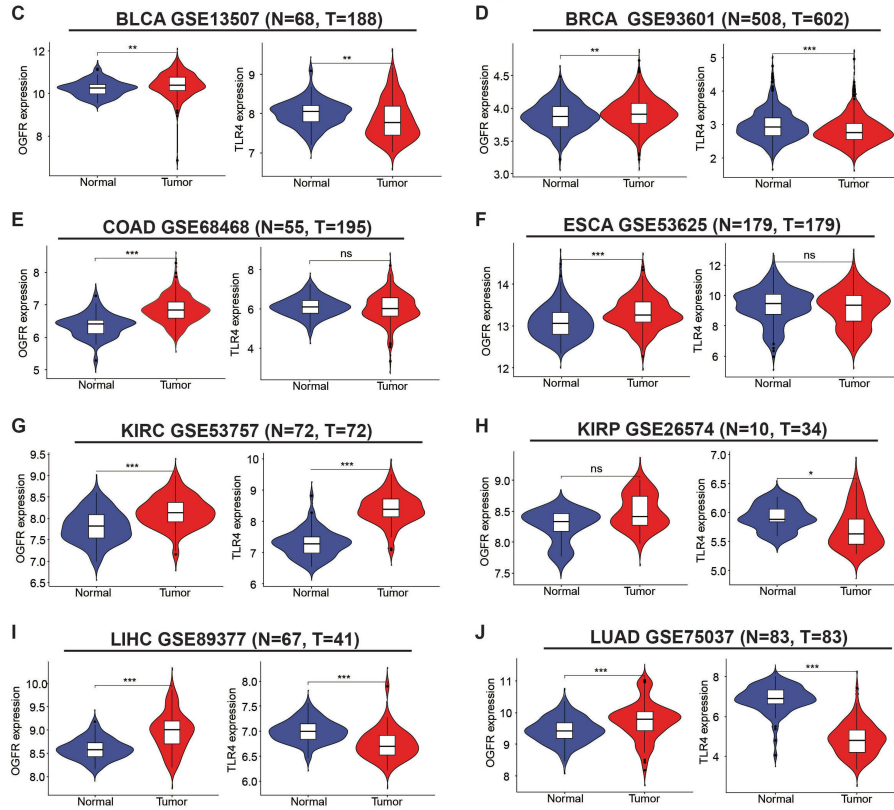 C BLCA GSE13507 (N=68, T=188)
OGFR expression
12
10
8
**
Normal Tumor
TLR4 expression
9
8
7
**
Normal Tumor
D BRCA GSE93601 (N=508, T=602)
OGFR expression
4.5
4.0
3.5
3.0
**
Normal Tumor
TLR4 expression
5
4
3
2
***
Normal Tumor
E COAD GSE68468 (N=55, T=195)
OGFR expression
8
7
6
5
***
Normal Tumor
TLR4 expression
8
6
4
ns
Normal Tumor
F ESCA GSE53625 (N=179, T=179)
OGFR expression
14
13
12
***
Normal Tumor
TLR4 expression
12
10
8
6
ns
Normal Tumor
G KIRC GSE53757 (N=72, T=72)
OGFR expression
9.5
9.0
8.5
8.0
7.5
7.0
6.5
***
Normal Tumor
TLR4 expression
10
9
8
7
6
***
Normal Tumor
H KIRP GSE26574 (N=10, T=34)
OGFR expression
9.0
8.5
8.0
7.5
ns
Normal Tumor
TLR4 expression
6.5
6.0
5.5
5.0
*
Normal Tumor
I LIHC GSE89377 (N=67, T=41)
OGFR expression
10.0
9.5
9.0
8.5
8.0
***
Normal Tumor
TLR4 expression
8.0
7.5
7.0
6.5
6.0
***
Normal Tumor
J LUAD GSE75037 (N=83, T=83)
OGFR expression
11
10
9
8
***
Normal Tumor
TLR4 expression
8
6
4
***
Normal Tumor